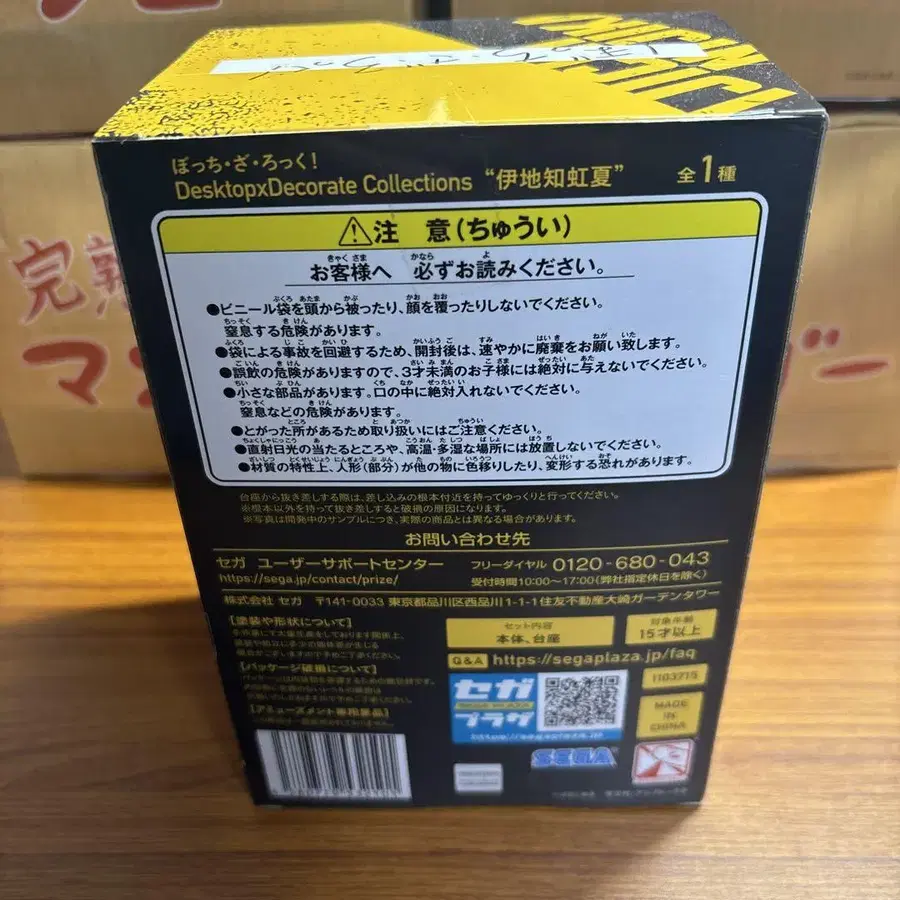 ぼっち・ざ・ろっく!
DesktopxDecorate Collections “伊地知虹夏” 全1種
⚠注 意(ちゅうい)
お客様へ 必ずお読みください。
●ビニール袋を頭から被ったり、顔を覆ったりしないでください。
窒息する危険があります。
●袋による事故を回避するため、開封後は、速やかに廃棄をお願い致します。
●誤飲の危険がありますので、3才未満のお子様には絶対に与えないでください。
●小さな部品があります。口の中に絶対入れないでください。
窒息などの危険があります。
●とがった所があるため取り扱いにはご注意ください。
●直射日光の当たるところや、高温・多湿な場所には放置しないでください。
●材質の特性上、人形(部分)が他の物に色移りしたり、変形する恐れがあります。
台座から抜き差しする際は、差し込みの根本付近を持ってゆっくりと行ってください。
※根本以外を持って抜き差しすると破損の原因になります。
※写真は開発中のサンプルにつき、実際の商品とは異なる場合があります。
お問い合わせ先
セガ ユーザーサポートセンター フリーダイヤル 0120-680-043
https://sega.jp/contact/prize/ 受付時間10:00~17:00(弊社指定休日を除く)
株式会社 セガ 〒141-0033 東京都品川区西品川1-1-1住友不動産大崎ガーデンタワー
【塗装や形状について】
【パッケージ破損について】
【アミューズメント専用景品】
セット内容
本体、台座
対象年齢
15才以上
Q&A https://segaplaza.jp/faq
セガ
プラザ
1103715
MADE
IN
CHINA
SEGA
完熟
マン
ゴー